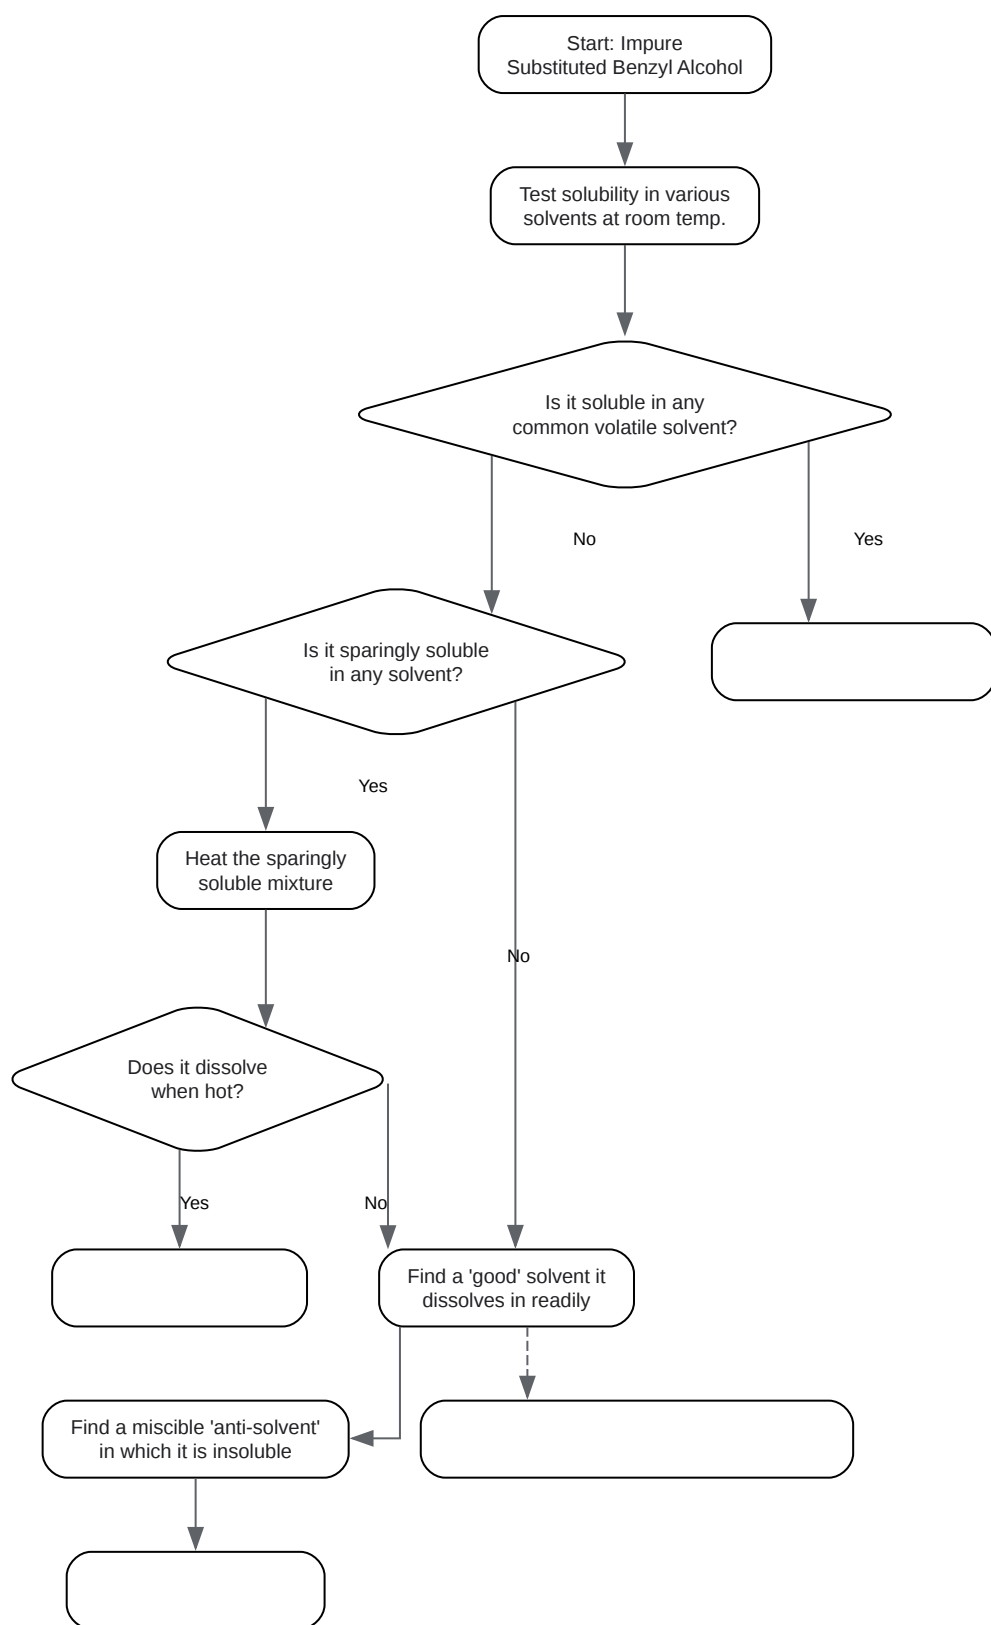 Start: Impure
Substituted Benzyl Alcohol
Test solubility in various
solvents at room temp.
Is it soluble in any
common volatile solvent?
No
Yes
Is it sparingly soluble
in any solvent?
Yes
Heat the sparingly
soluble mixture
No
Does it dissolve
when hot?
Yes
No
Find a 'good' solvent it
dissolves in readily
Find a miscible 'anti-solvent'
in which it is insoluble